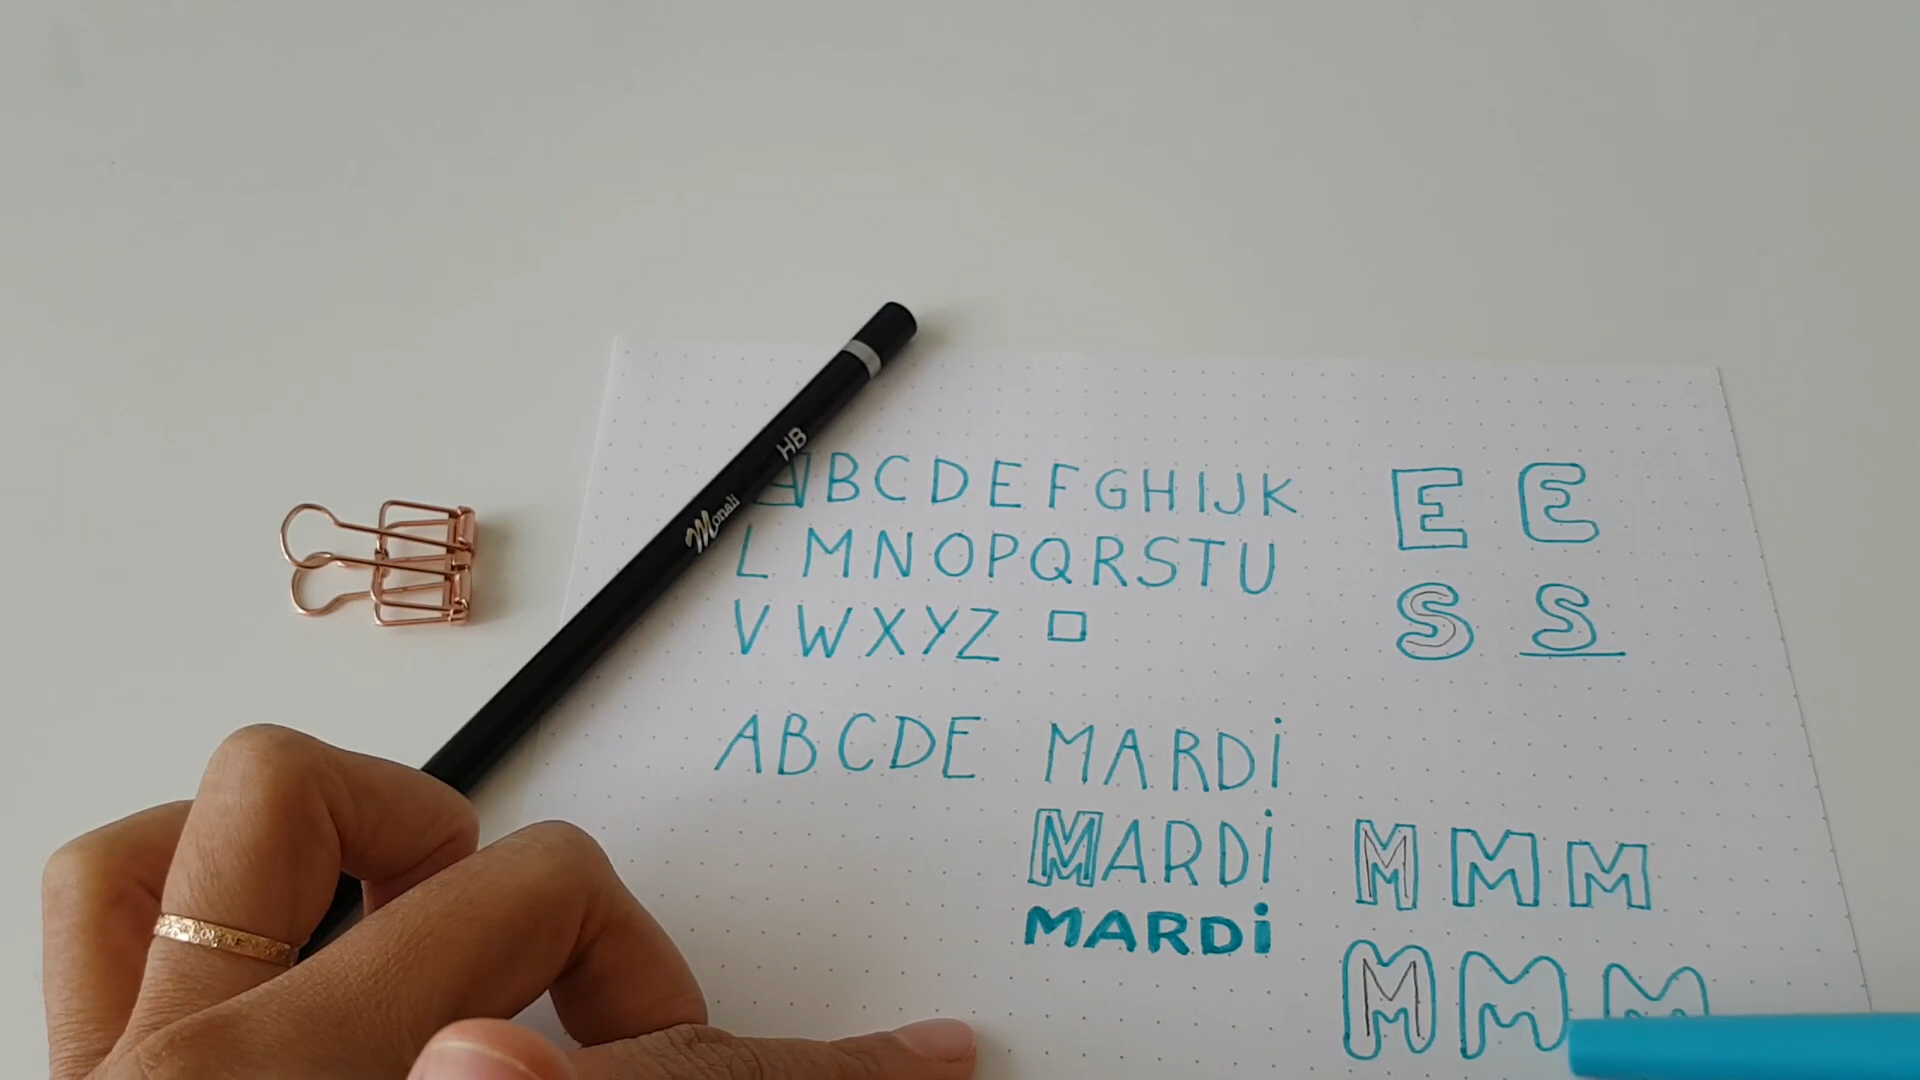 ABCDEFGHIJK
LMNOPQRSTU
VWXYZ
E E
S S
ABCDE MARDi
MARDi
MARDi
M M M
M M M
Monali HB